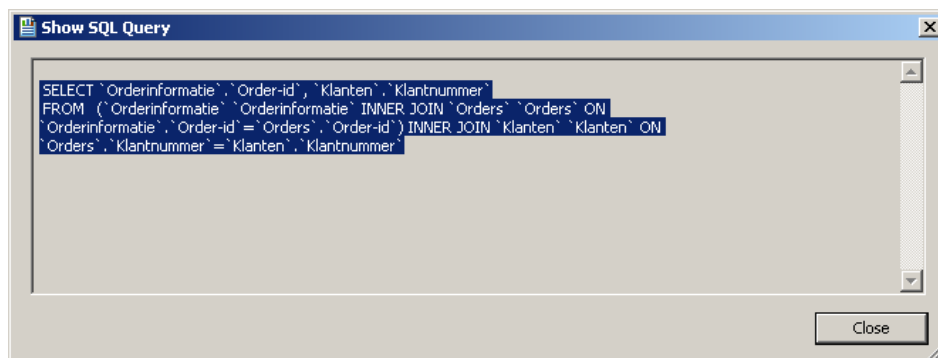 Show SQL Query
SELECT `Orderinformatie`.`Order-id`, `Klanten`.`Klantnummer`
FROM   (`Orderinformatie` `Orderinformatie` INNER JOIN `Orders` `Orders` ON
`Orderinformatie`.`Order-id`=`Orders`.`Order-id`) INNER JOIN `Klanten` `Klanten` ON
`Orders`.`Klantnummer`=`Klanten`.`Klantnummer`
Close